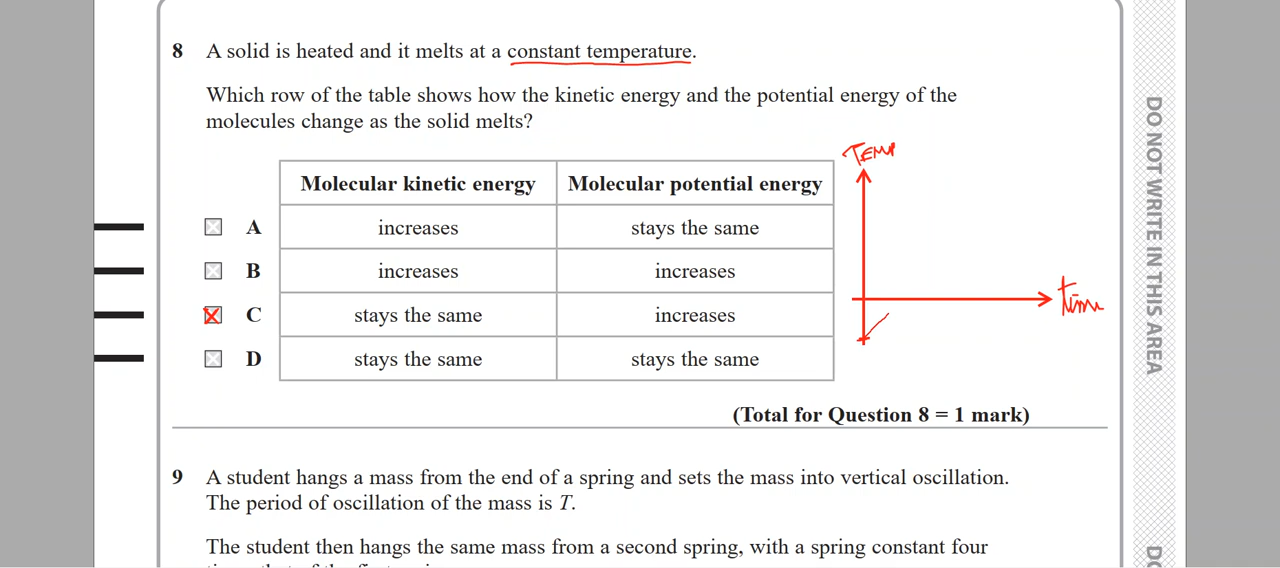 8 A solid is heated and it melts at a constant temperature.
Which row of the table shows how the kinetic energy and the potential energy of the
molecules change as the solid melts?
Molecular kinetic energy Molecular potential energy
A increases stays the same
B increases increases
C stays the same increases
D stays the same stays the same
TEMP
time
(Total for Question 8 = 1 mark)
9 A student hangs a mass from the end of a spring and sets the mass into vertical oscillation.
The period of oscillation of the mass is T.
The student then hangs the same mass from a second spring, with a spring constant four
DO NOT WRITE IN THIS AREA
DO